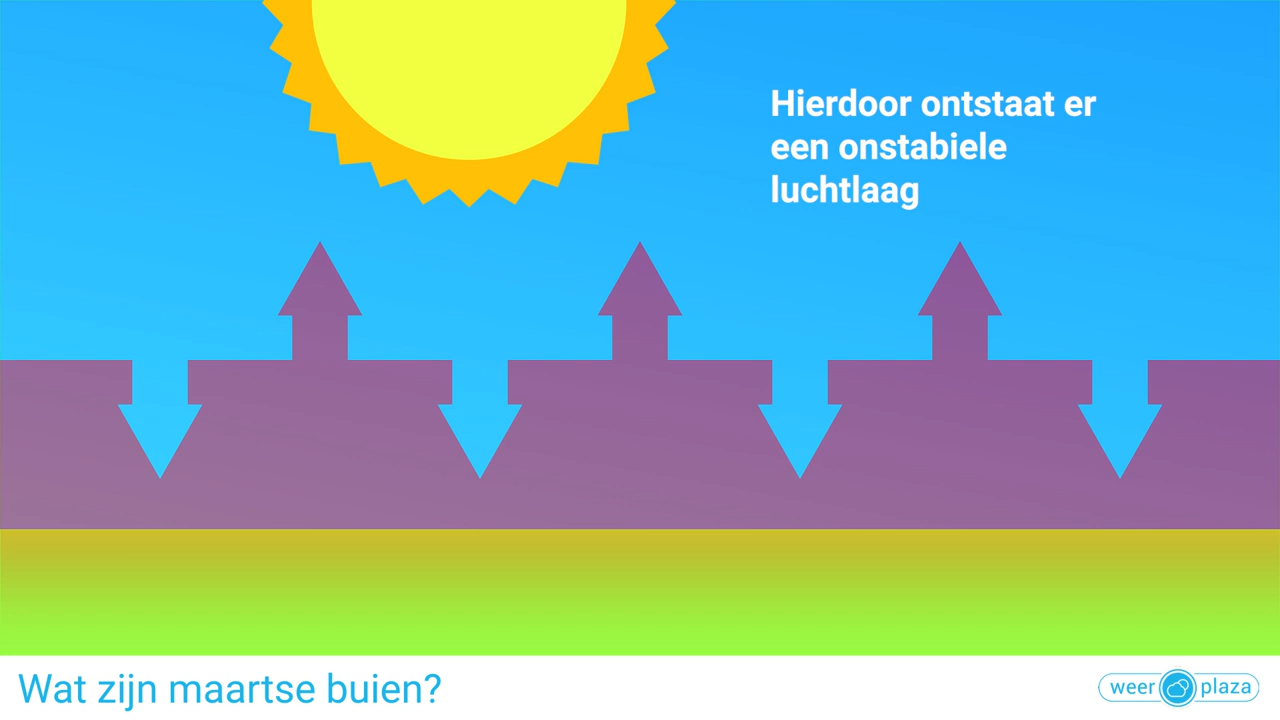 Hierdoor ontstaat er
een onstabiele
luchtlaag
Wat zijn maartse buien?
weer plaza